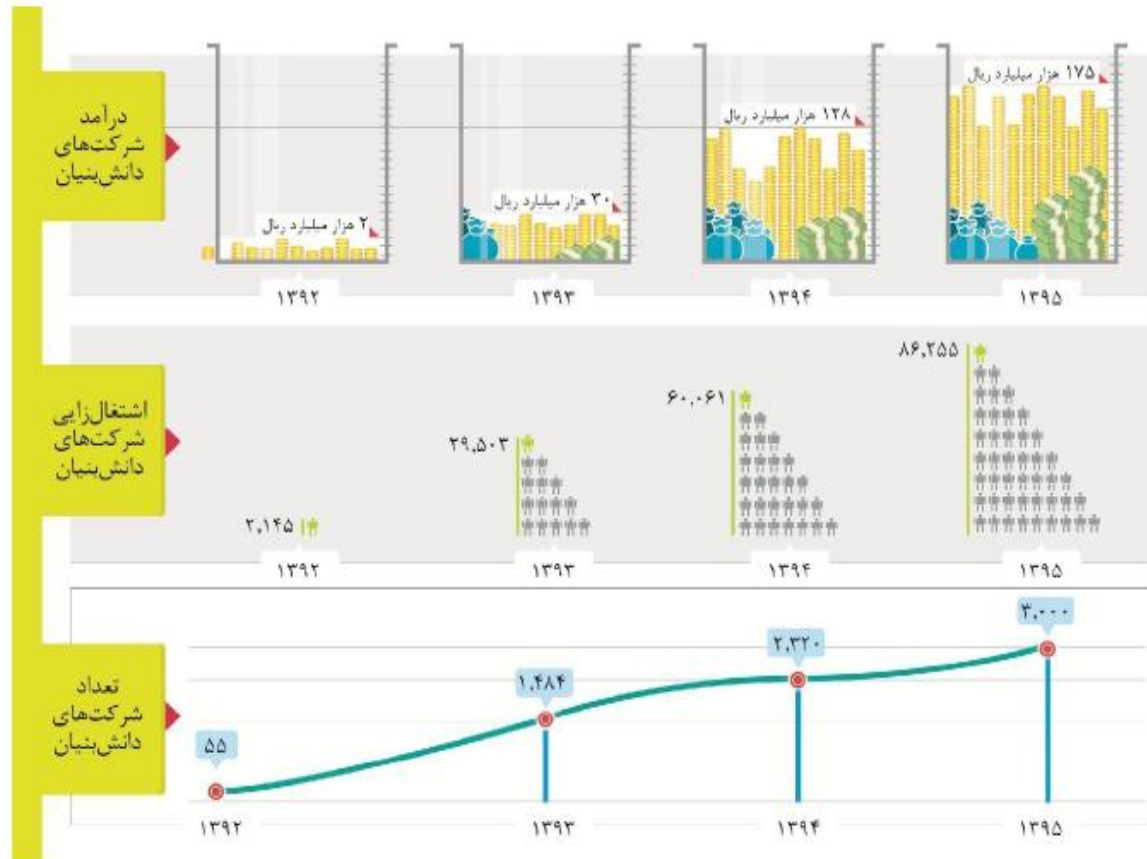 درآمد
شرکت‌های
دانش‌بنیان
۲ هزار میلیارد ریال
۳۰ هزار میلیارد ریال
۱۲۸ هزار میلیارد ریال
۱۷۵ هزار میلیارد ریال
۱۳۹۲
۱۳۹۳
۱۳۹۴
۱۳۹۵
اشتغال‌زایی
شرکت‌های
دانش‌بنیان
۲,۱۴۵
۲۹,۵۰۳
۶۰,۰۶۱
۸۶,۲۵۵
۱۳۹۲
۱۳۹۳
۱۳۹۴
۱۳۹۵
تعداد
شرکت‌های
دانش‌بنیان
۵۵
۱,۴۸۴
۲,۳۲۰
۳,۰۰۰
۱۳۹۲
۱۳۹۳
۱۳۹۴
۱۳۹۵